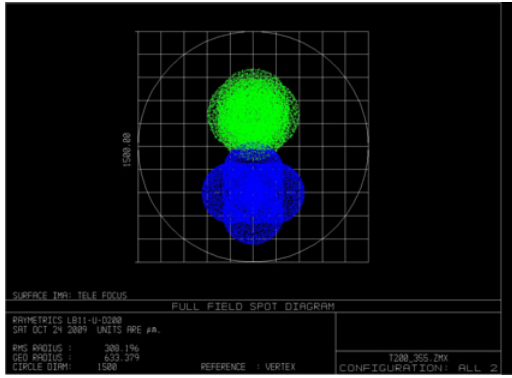 1500.00
SURFACE IMA: TELE FOCUS
FULL FIELD SPOT DIAGRAM
RAYMETRICS LB11-U-D200
SAT OCT 24 2009  UNITS ARE µm.
RMS RADIUS :    308.196
GEO RADIUS :    633.379
CIRCLE DIAM:    1500    REFERENCE : VERTEX
T200_355.ZMX
CONFIGURATION: ALL 2